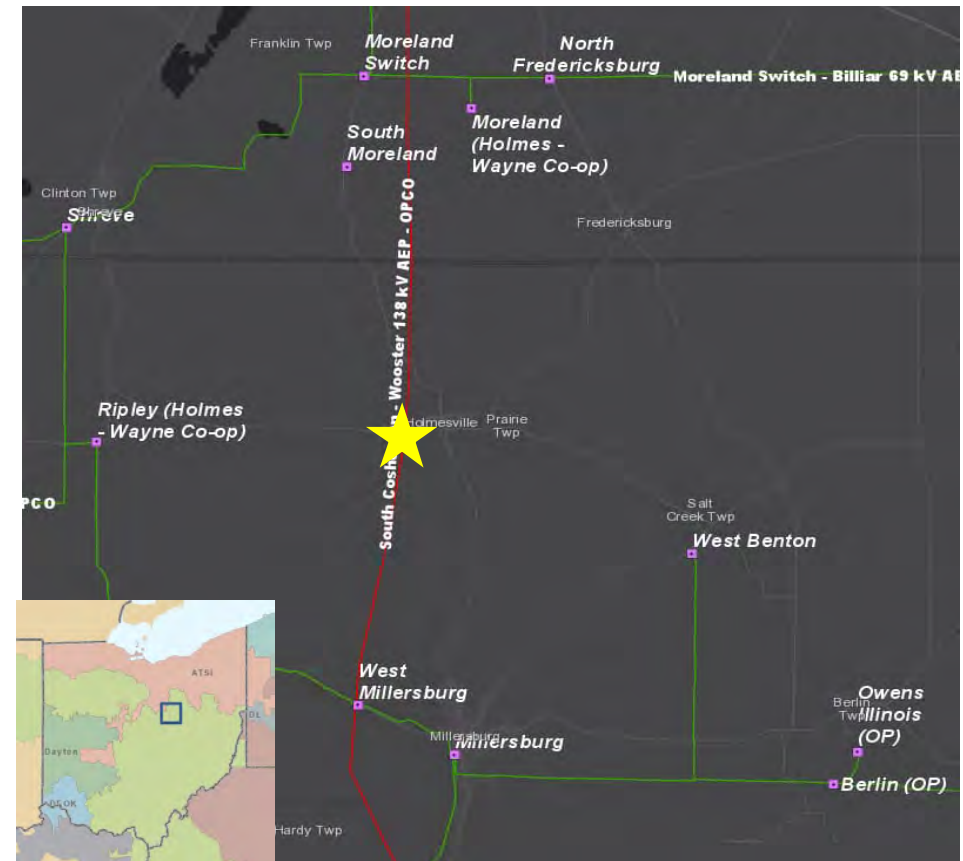 Franklin Twp
Moreland
Switch
North
Fredericksburg
Moreland Switch - Billiar 69 kV AE
Moreland
(Holmes -
Wayne Co-op)
South
Moreland
Clinton Twp
Shreve
Shreve
Fredericksburg
South Cosh n - Wooster 138 kV AEP - OPCO
Ripley (Holmes
- Wayne Co-op)
Holmesville
Prairie
Twp
PCO
Salt
Creek Twp
West Benton
West
Millersburg
Millersburg
Millersburg
Owens
Illinois
(OP)
Berlin
Twp
Berlin (OP)
Hardy Twp
ATSI
DL
Dayton
DEOK